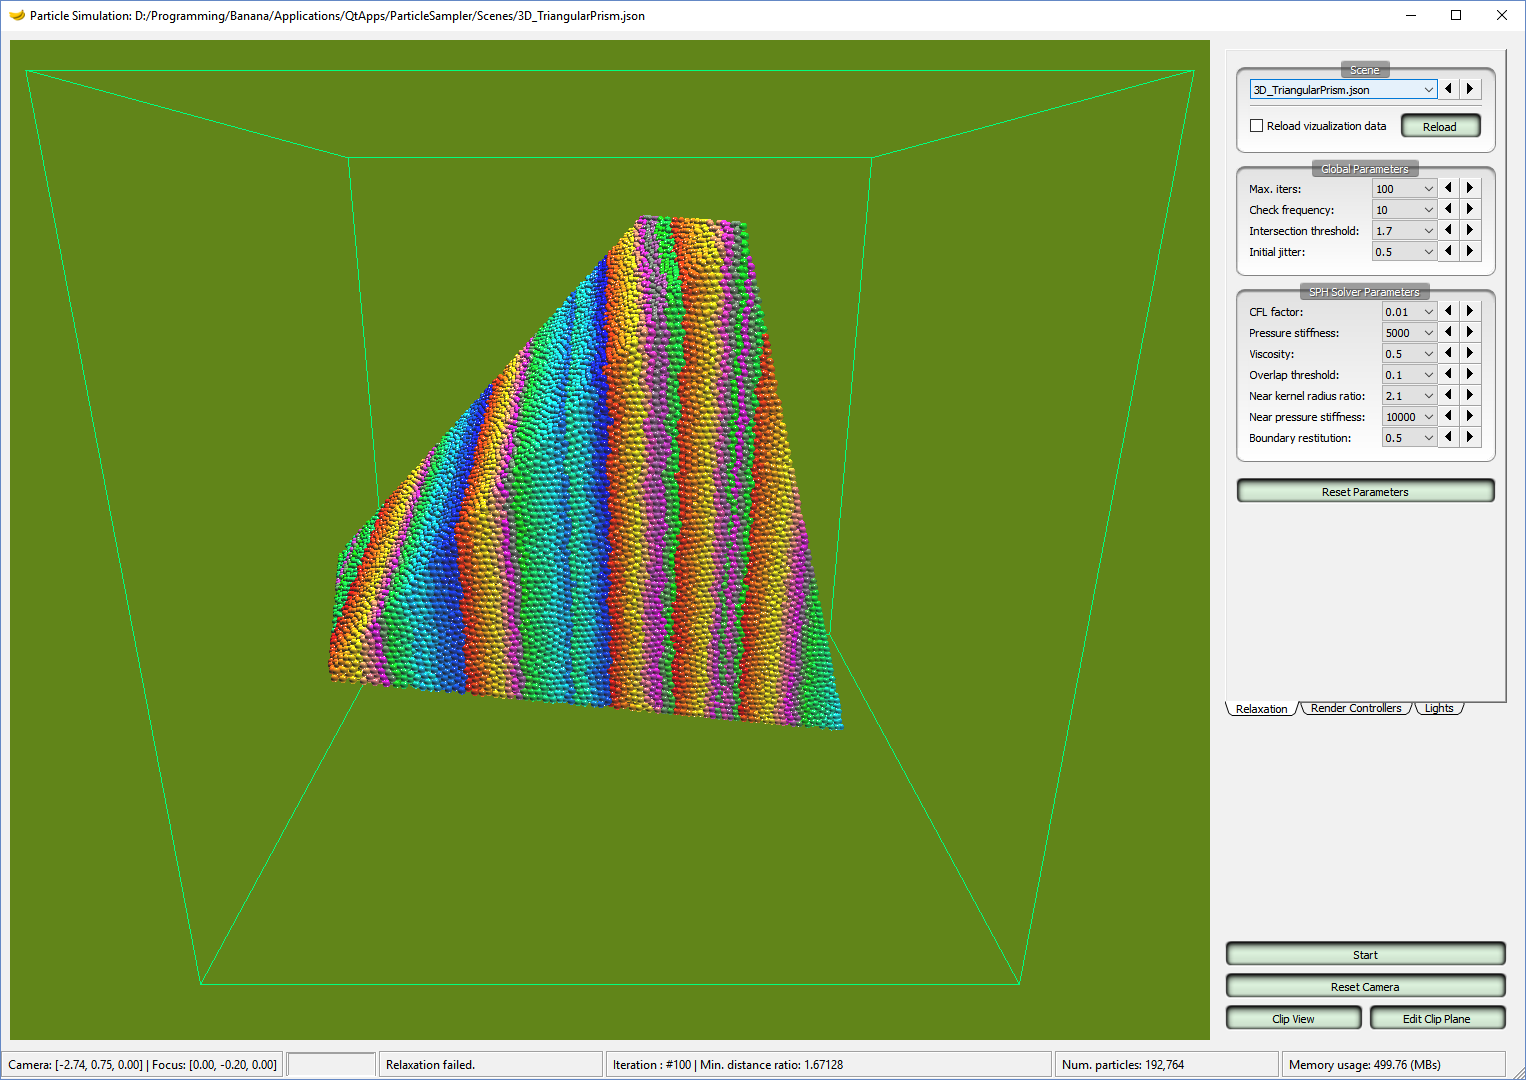 Particle Simulation: D:/Programming/Banana/Applications/QtApps/ParticleSampler/Scenes/3D_TriangularPrism.json
Scene
3D_TriangularPrism.json
Reload vizualization data
Reload
Global Parameters
Max. iters: 100
Check frequency: 10
Intersection threshold: 1.7
Initial jitter: 0.5
SPH Solver Parameters
CFL factor: 0.01
Pressure stiffness: 5000
Viscosity: 0.5
Overlap threshold: 0.1
Near kernel radius ratio: 2.1
Near pressure stiffness: 10000
Boundary restitution: 0.5
Reset Parameters
Relaxation Render Controllers Lights
Start
Reset Camera
Clip View Edit Clip Plane
Camera: [-2.74, 0.75, 0.00] | Focus: [0.00, -0.20, 0.00] Relaxation failed. Iteration : #100 | Min. distance ratio: 1.67128 Num. particles: 192,764 Memory usage: 499.76 (MBs)